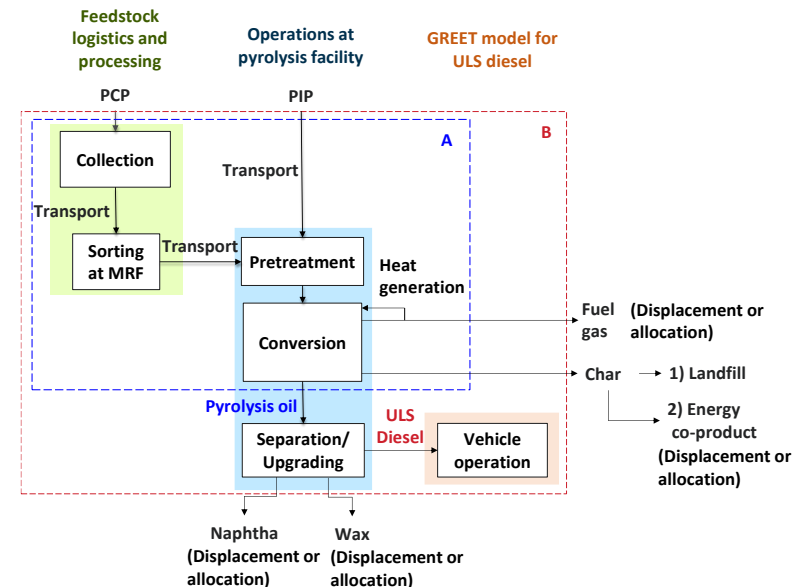 Feedstock
logistics and
processing
Operations at
pyrolysis facility
GREET model for
ULS diesel
PCP
PIP
A
B
Collection
Transport
Transport
Sorting
at MRF
Transport
Pretreatment
Heat
generation
Conversion
Fuel
gas
(Displacement or
allocation)
Char
1) Landfill
2) Energy
co-product
(Displacement or
allocation)
Pyrolysis oil
ULS
Diesel
Separation/
Upgrading
Vehicle
operation
Naphtha
(Displacement or
allocation)
Wax
(Displacement or
allocation)